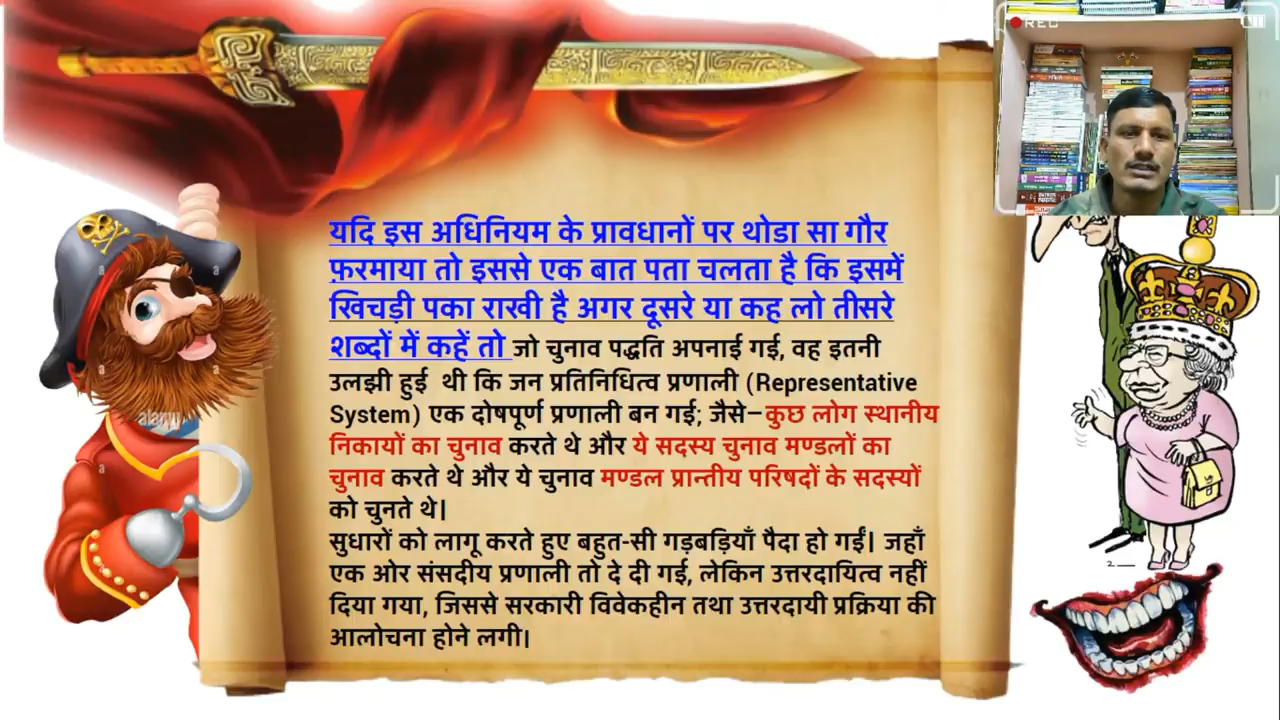 REC
यदि इस अधिनियम के प्रावधानों पर थोडा सा गौर
फ़रमाया तो इससे एक बात पता चलता है कि इसमें
खिचड़ी पका राखी है अगर दूसरे या कह लो तीसरे
शब्दों में कहें तो जो चुनाव पद्धति अपनाई गई, वह इतनी
उलझी हुई थी कि जन प्रतिनिधित्व प्रणाली (Representative
System) एक दोषपूर्ण प्रणाली बन गई; जैसे–कुछ लोग स्थानीय
निकायों का चुनाव करते थे और ये सदस्य चुनाव मण्डलों का
चुनाव करते थे और ये चुनाव मण्डल प्रान्तीय परिषदों के सदस्यों
को चुनते थे।
सुधारों को लागू करते हुए बहुत-सी गड़बड़ियाँ पैदा हो गईं। जहाँ
एक ओर संसदीय प्रणाली तो दे दी गई, लेकिन उत्तरदायित्व नहीं
दिया गया, जिससे सरकारी विवेकहीन तथा उत्तरदायी प्रक्रिया की
आलोचना होने लगी।
alamy